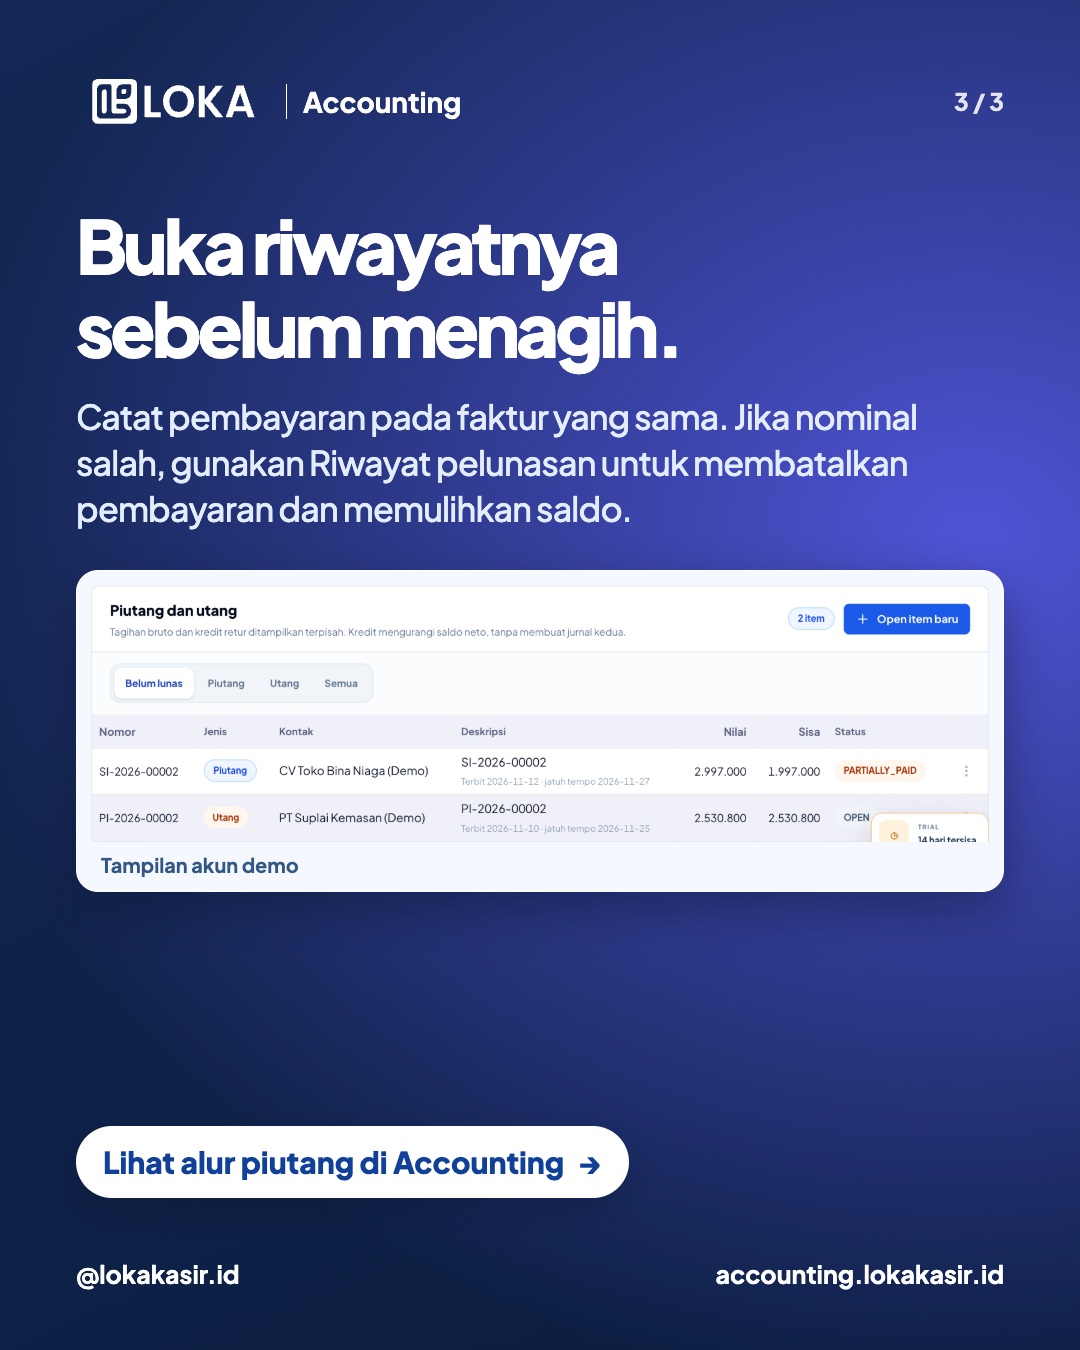 LOKA | Accounting
3 / 3
Buka riwayatnya
sebelum menagih.
Catat pembayaran pada faktur yang sama. Jika nominal
salah, gunakan Riwayat pelunasan untuk membatalkan
pembayaran dan memulihkan saldo.
Piutang dan utang
Tagihan bruto dan kredit retur ditampilkan terpisah. Kredit mengurangi saldo neto, tanpa membuat jurnal kedua.
2 item
+ Open item baru
Belum lunas Piutang Utang Semua
Nomor Jenis Kontak Deskripsi Nilai Sisa Status
SI-2026-00002 Piutang CV Toko Bina Niaga (Demo) SI-2026-00002 2.997.000 1.997.000 PARTIALLY_PAID
Terbit 2026-11-12 · jatuh tempo 2026-11-27
PI-2026-00002 Utang PT Suplai Kemasan (Demo) PI-2026-00002 2.530.800 2.530.800 OPEN
Terbit 2026-11-10 · jatuh tempo 2026-11-25
TRIAL
14 hari tersisa
Tampilan akun demo
Lihat alur piutang di Accounting →
@lokakasir.id
accounting.lokakasir.id